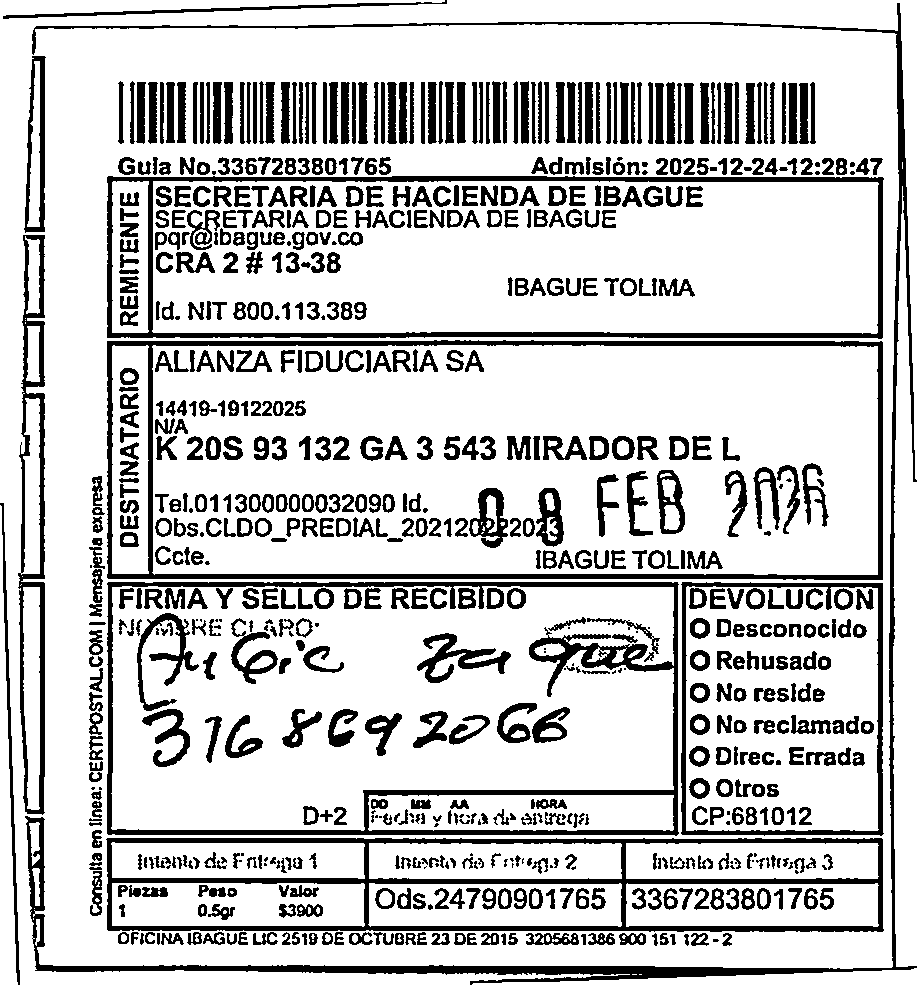 Guia No.3367283801765 Admisión: 2025-12-24-12:28:47
REMITENTE
SECRETARIA DE HACIENDA DE IBAGUE
SECRETARIA DE HACIENDA DE IBAGUE
pqr@ibague.gov.co
CRA 2 # 13-38
IBAGUE TOLIMA
Id. NIT 800.113.389
DESTINATARIO
ALIANZA FIDUCIARIA SA
14419-19122025
N/A
K 20S 93 132 GA 3 543 MIRADOR DE L
Tel.011300000032090 Id.
Obs.CLDO_PREDIAL_202120222023
09 FEB 2026
Ccte.
IBAGUE TOLIMA
FIRMA Y SELLO DE RECIBIDO
NOMBRE CLARO:
Zaque
3168692066
D+2
DD MM AA HORA
Fecha y hora de entrega
DEVOLUCION
Desconocido
Rehusado
No reside
No reclamado
Direc. Errada
Otros
CP:681012
Intento de Entrega 1 Intento de Entrega 2 Intento de Entrega 3
Piezas Peso Valor
1 0.5gr $3900
Ods.24790901765 3367283801765
OFICINA IBAGUE LIC 2519 DE OCTUBRE 23 DE 2015 3205681386 900 151 122 - 2
Consulta en línea: CERTIPOSTAL.COM | Mensajería expresa